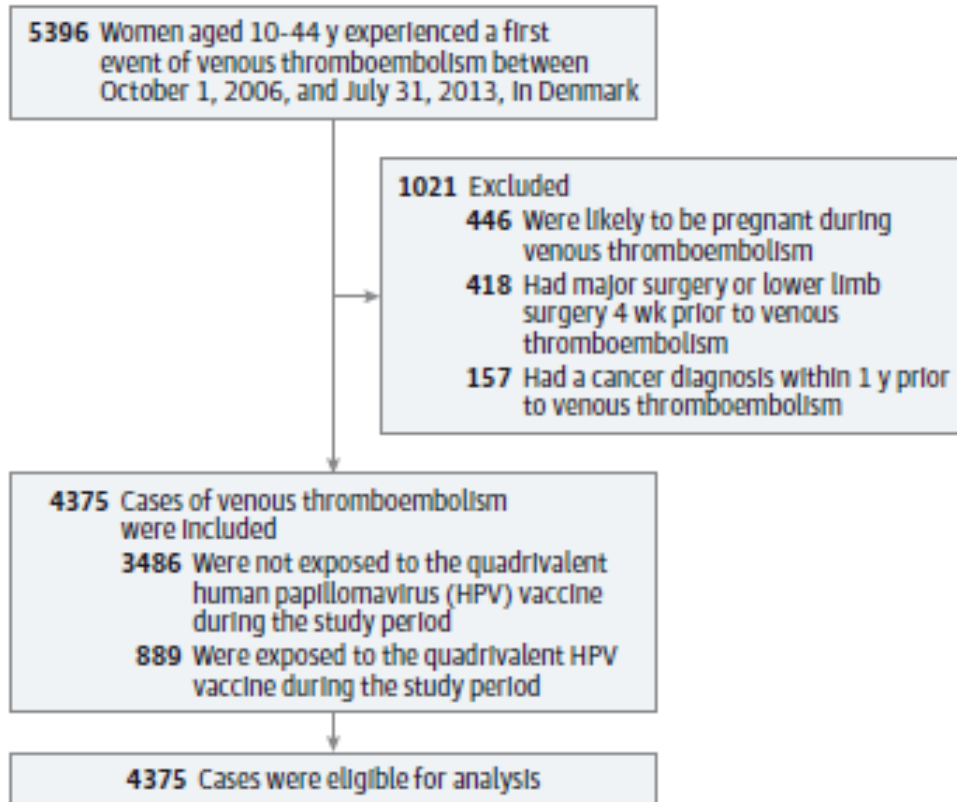 5396 Women aged 10-44 y experienced a first
event of venous thromboembolism between
October 1, 2006, and July 31, 2013, in Denmark
1021 Excluded
446 Were likely to be pregnant during
venous thromboembolism
418 Had major surgery or lower limb
surgery 4 wk prior to venous
thromboembolism
157 Had a cancer diagnosis within 1 y prior
to venous thromboembolism
4375 Cases of venous thromboembolism
were included
3486 Were not exposed to the quadrivalent
human papillomavirus (HPV) vaccine
during the study period
889 Were exposed to the quadrivalent HPV
vaccine during the study period
4375 Cases were eligible for analysis